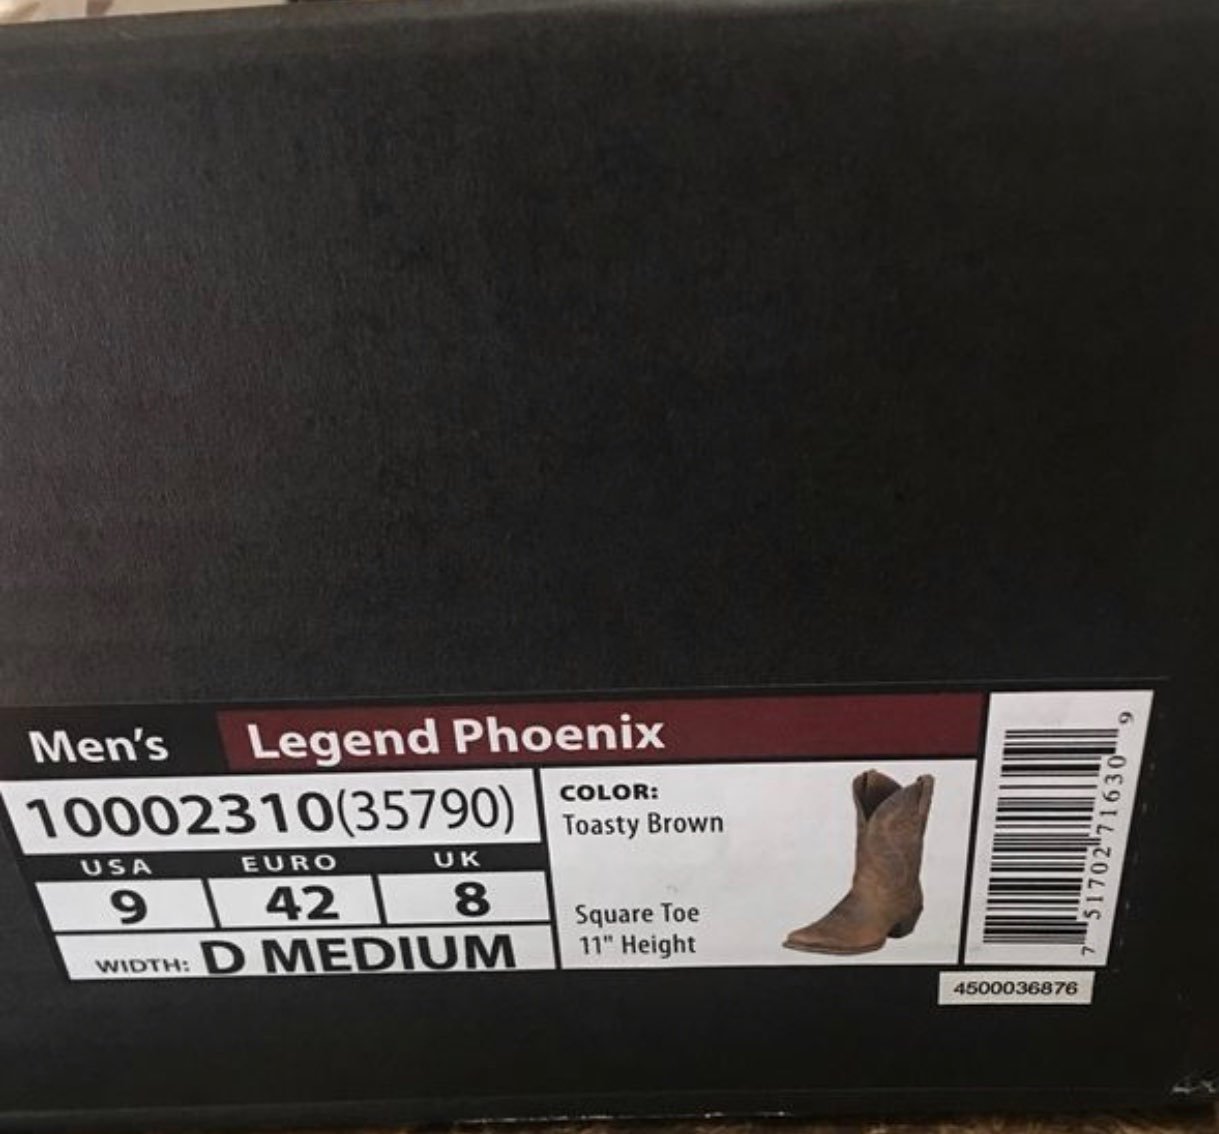 Men's Legend Phoenix
10002310(35790)
USA EURO UK
9 42 8
WIDTH: D MEDIUM
COLOR:
Toasty Brown
Square Toe
11" Height
7 51702 71630 9
4500036876